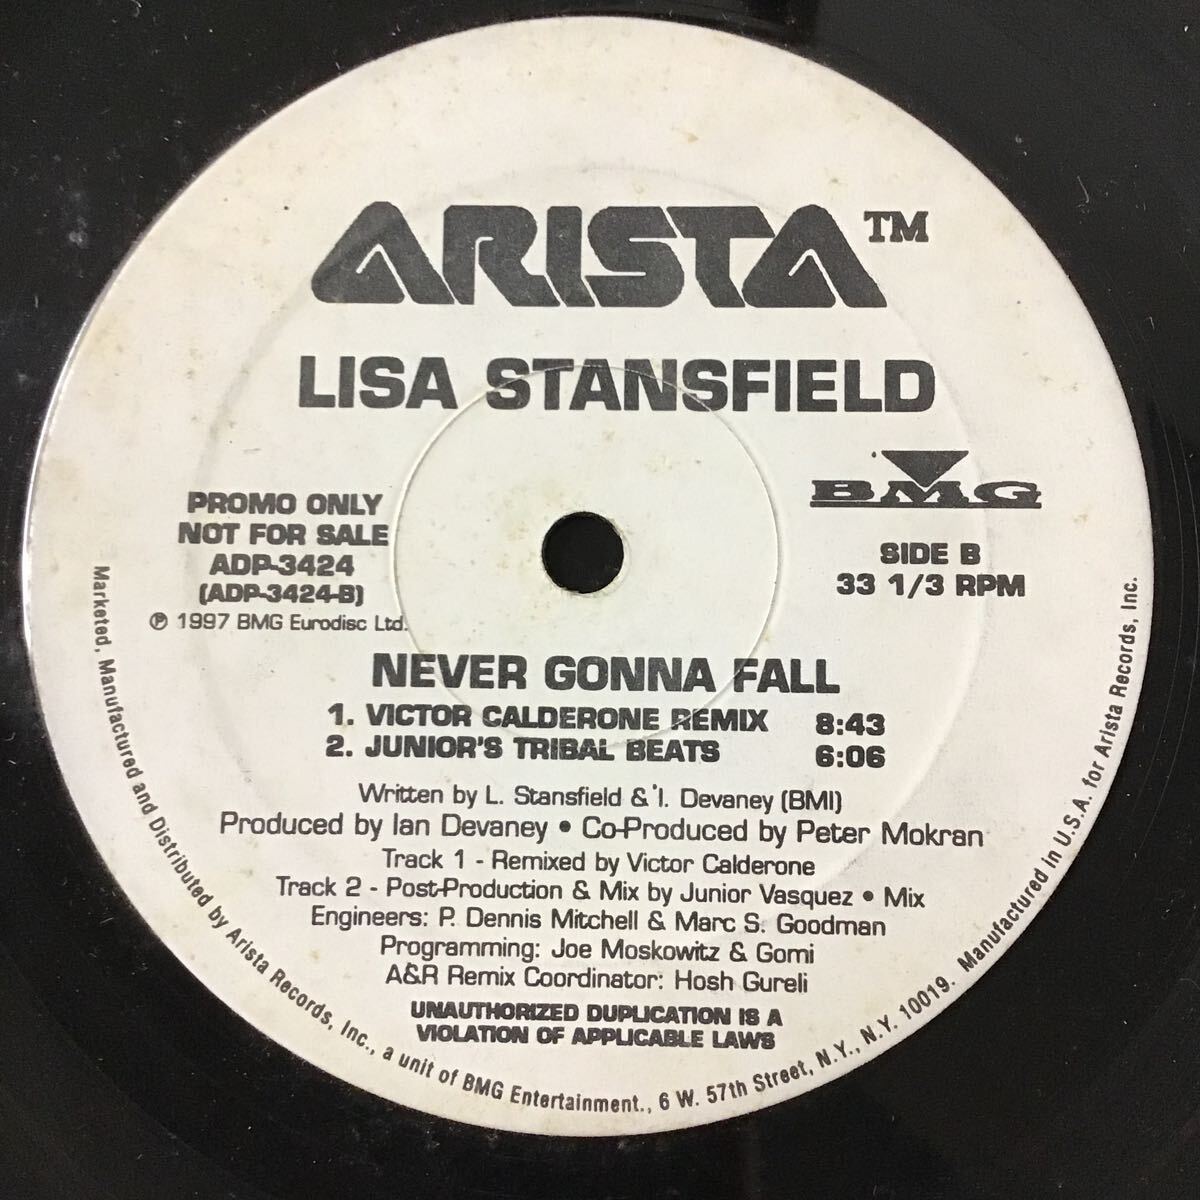 ARISTA™
LISA STANSFIELD
PROMO ONLY
NOT FOR SALE
ADP-3424
(ADP-3424-B)
℗ 1997 BMG Eurodisc Ltd.
BMG
SIDE B
33 1/3 RPM
NEVER GONNA FALL
1. VICTOR CALDERONE REMIX 8:43
2. JUNIOR'S TRIBAL BEATS 6:06
Written by L. Stansfield & I. Devaney (BMI)
Produced by Ian Devaney • Co-Produced by Peter Mokran
Track 1 - Remixed by Victor Calderone
Track 2 - Post-Production & Mix by Junior Vasquez • Mix
Engineers: P. Dennis Mitchell & Marc S. Goodman
Programming: Joe Moskowitz & Gomi
A&R Remix Coordinator: Hosh Gureli
UNAUTHORIZED DUPLICATION IS A
VIOLATION OF APPLICABLE LAWS
Marketed, Manufactured and Distributed by Arista Records, Inc., a unit of BMG Entertainment., 6 W. 57th Street, N.Y., N.Y. 10019. Manufactured in U.S.A. for Arista Records, Inc.